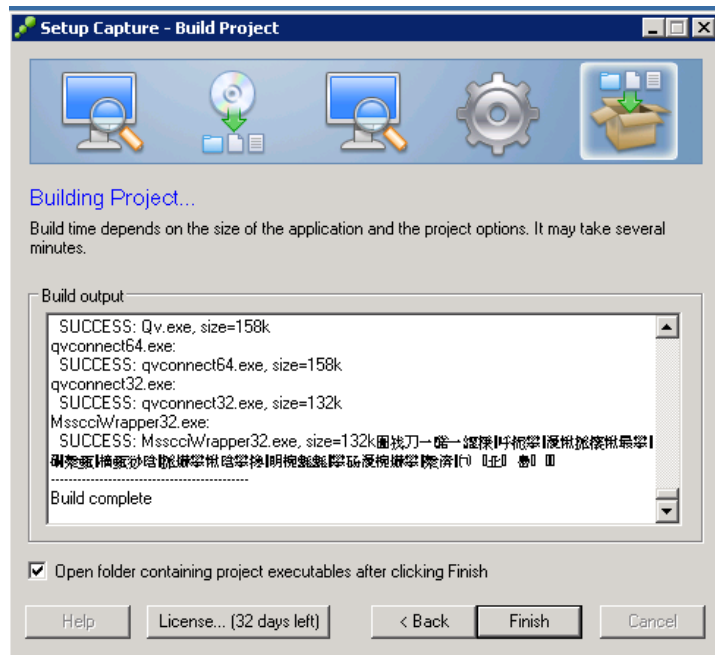 Setup Capture - Build Project
Building Project...
Build time depends on the size of the application and the project options. It may take several
minutes.
Build output
SUCCESS: Qv.exe, size=158k
qvconnect64.exe:
SUCCESS: qvconnect64.exe, size=158k
qvconnect32.exe:
SUCCESS: qvconnect32.exe, size=132k
MsscciWrapper32.exe:
SUCCESS: MsscciWrapper32.exe, size=132k
--------------------------------------------
Build complete
Open folder containing project executables after clicking Finish
Help
License... (32 days left)
< Back
Finish
Cancel